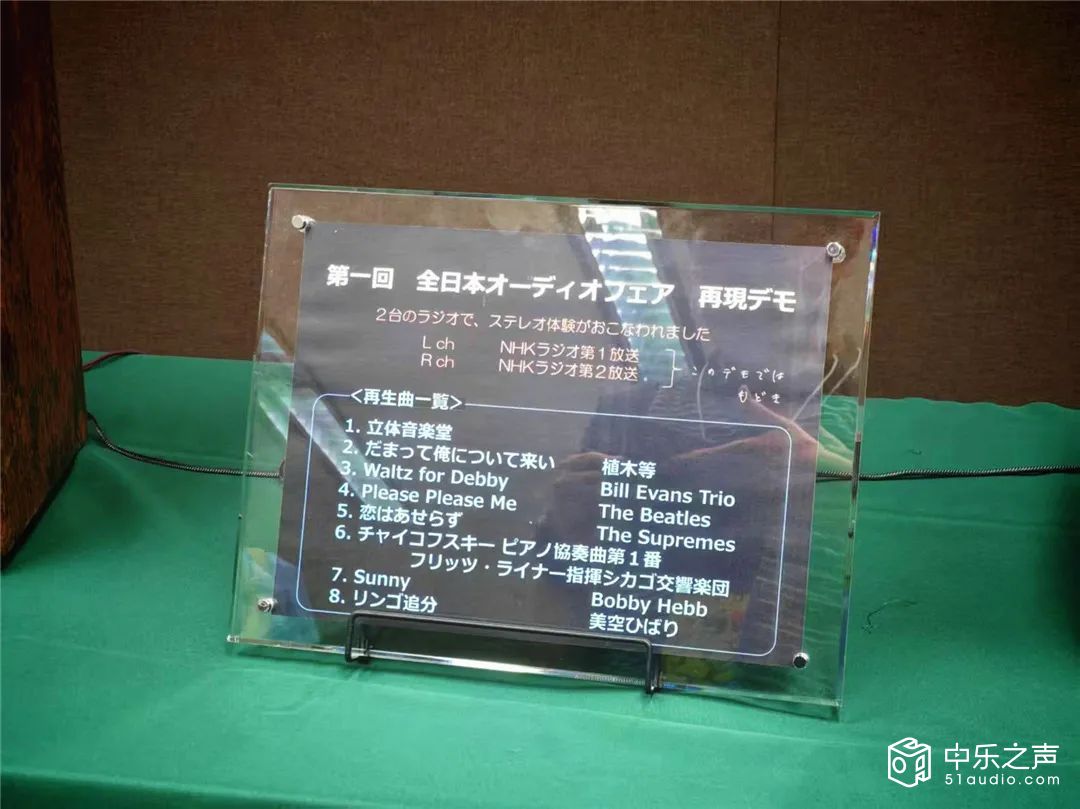 第一回 全日本オーディオフェア 再現デモ
2台のラジオで、ステレオ体験がおこなわれました
L ch NHKラジオ第1放送
R ch NHKラジオ第2放送
このデモでは
もどき
<再生曲一覧>
1. 立体音楽堂
2. だまって俺について来い 植木等
3. Waltz for Debby Bill Evans Trio
4. Please Please Me The Beatles
5. 恋はあせらず The Supremes
6. チャイコフスキー ピアノ協奏曲第1番
フリッツ・ライナー指揮シカゴ交響楽団
7. Sunny Bobby Hebb
8. リンゴ追分 美空ひばり
中乐之声
51audio.com